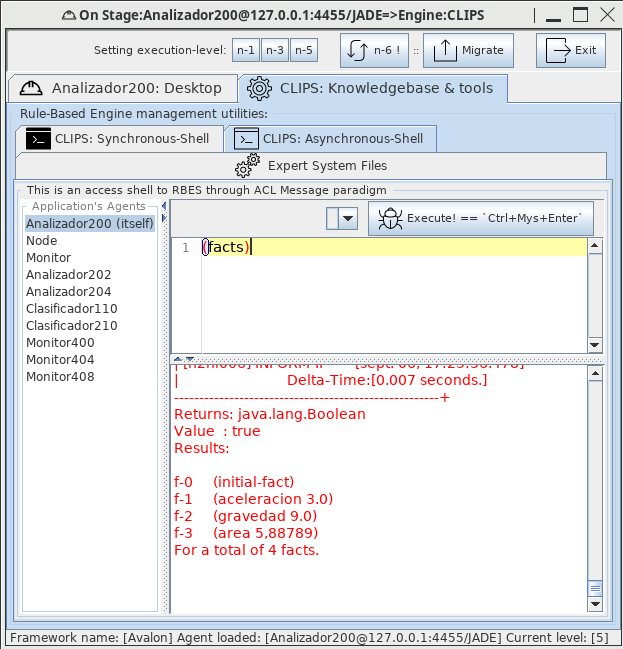 On Stage:Analizador200@127.0.0.1:4455/JADE=>Engine:CLIPS
Setting execution-level: n-1 n-3 n-5 n-6 ! :: Migrate Exit
Analizador200: Desktop CLIPS: Knowledgebase & tools
Rule-Based Engine management utilities:
CLIPS: Synchronous-Shell CLIPS: Asynchronous-Shell
Expert System Files
This is an access shell to RBES through ACL Message paradigm
Application's Agents
Analizador200 (itself)
Node
Monitor
Analizador202
Analizador204
Clasificador110
Clasificador210
Monitor400
Monitor404
Monitor408
Execute! == `Ctrl+Mys+Enter`
1 (facts)
| Delta-Time:[0.007 seconds.]
-----------------------------------------------------+
Returns: java.lang.Boolean
Value : true
Results:
f-0 (initial-fact)
f-1 (aceleracion 3.0)
f-2 (gravedad 9.0)
f-3 (area 5,88789)
For a total of 4 facts.
Framework name: [Avalon] Agent loaded: [Analizador200@127.0.0.1:4455/JADE] Current level: [5]